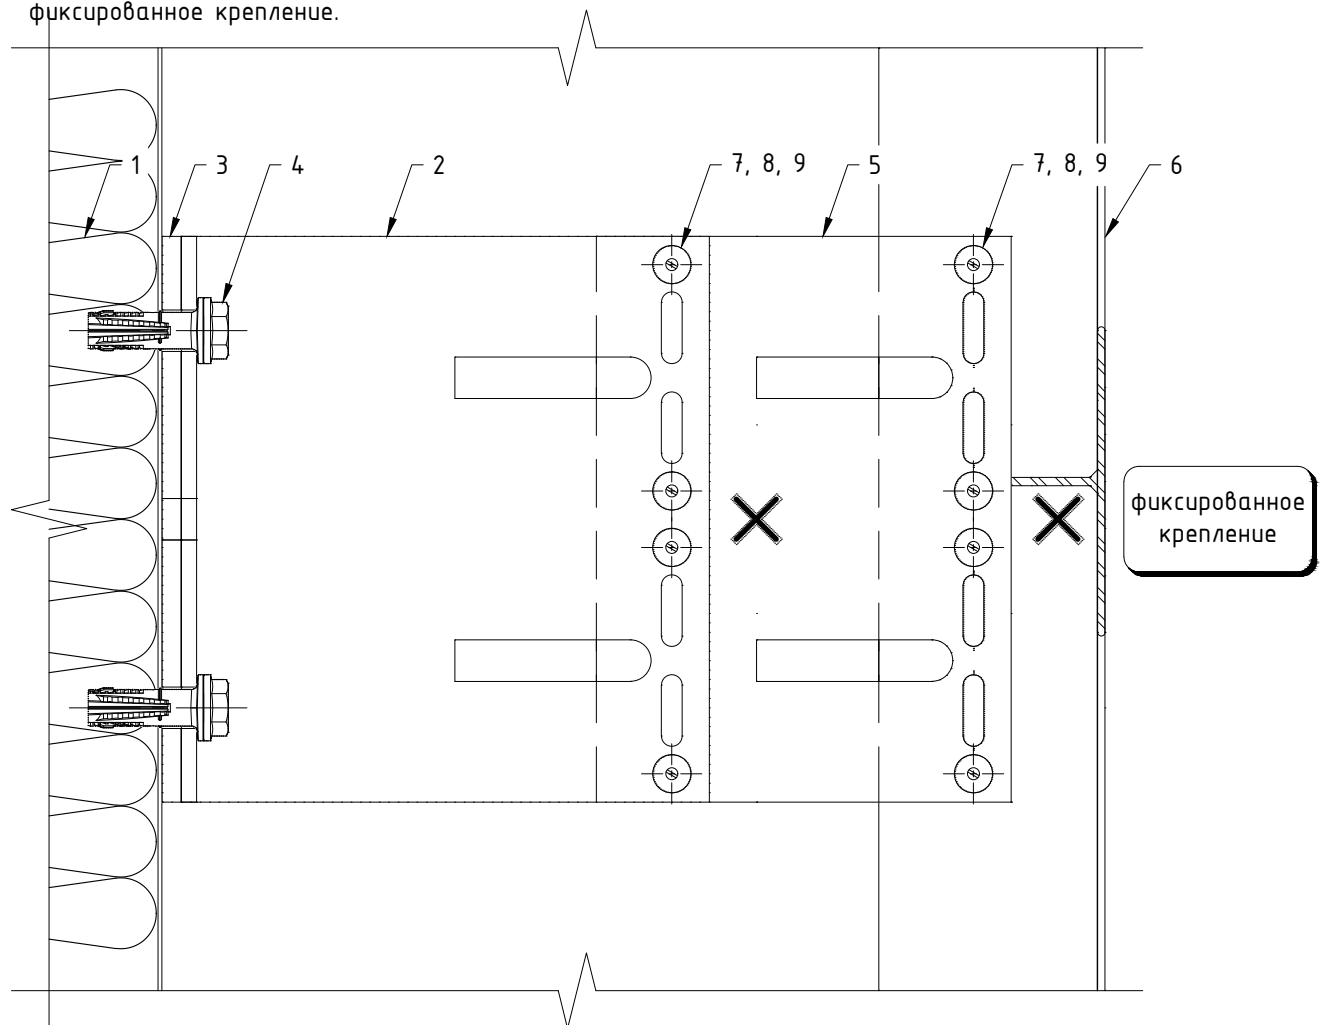 фиксированное крепление.
1
3
4
2
7, 8, 9
5
7, 8, 9
6
фиксированное
крепление